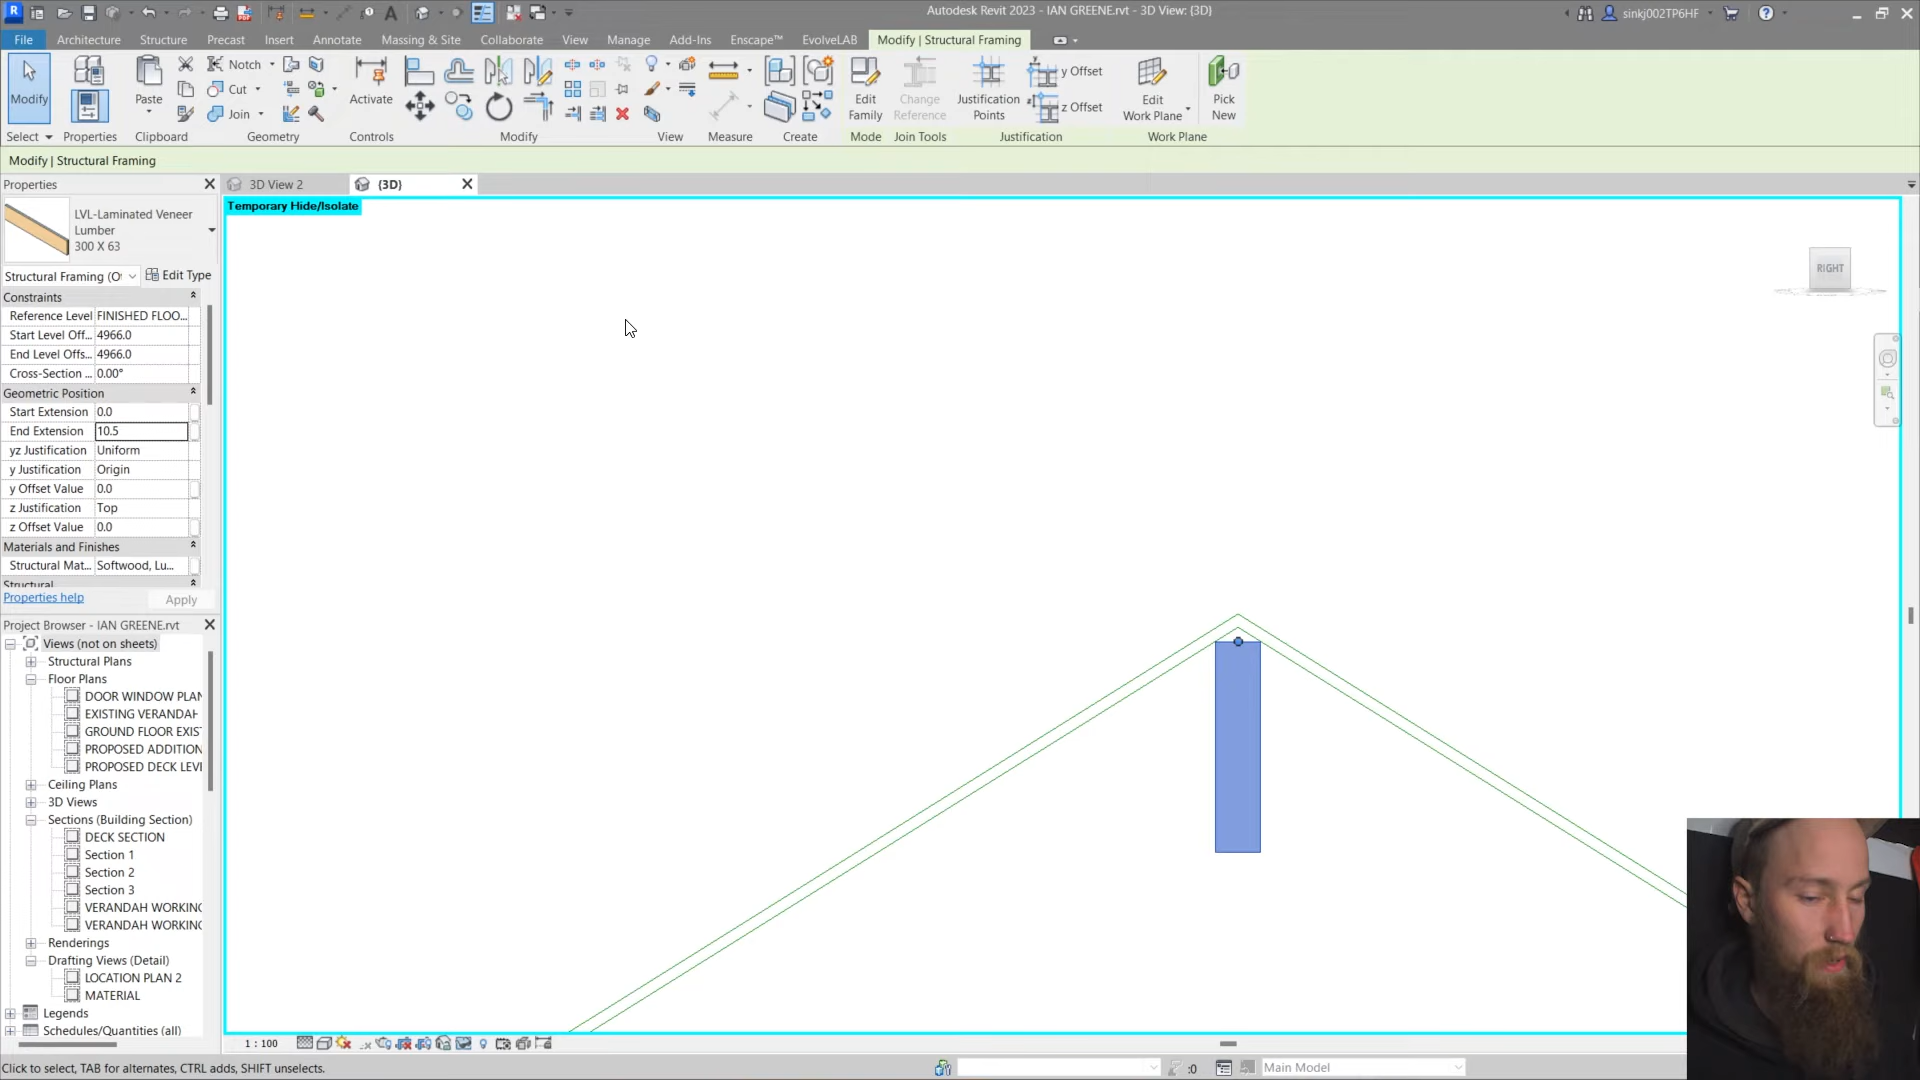 Autodesk Revit 2023 - IAN GREENE.rvt - 3D View: {3D}
sinkj002TP6HF
File
Architecture
Structure
Precast
Insert
Annotate
Massing & Site
Collaborate
View
Manage
Add-Ins
Enscape™
EvolveLAB
Modify | Structural Framing
Modify
Paste
Notch
Cut
Join
Activate
Edit
Family
Change
Reference
Justification
Points
y Offset
z Offset
Edit
Work Plane
Pick
New
Select
Properties
Clipboard
Geometry
Controls
Modify
View
Measure
Create
Mode
Join Tools
Justification
Work Plane
Modify | Structural Framing
Properties
3D View 2
{3D}
Temporary Hide/Isolate
LVL-Laminated Veneer
Lumber
300 X 63
Structural Framing (O
Edit Type
Constraints
Reference Level FINISHED FLOO...
Start Level Off... 4966.0
End Level Offs... 4966.0
Cross-Section ... 0.00°
Geometric Position
Start Extension 0.0
End Extension 10.5
yz Justification Uniform
y Justification Origin
y Offset Value 0.0
z Justification Top
z Offset Value 0.0
Materials and Finishes
Structural Mat... Softwood, Lu...
Structural
Properties help
Apply
RIGHT
Project Browser - IAN GREENE.rvt
Views (not on sheets)
Structural Plans
Floor Plans
DOOR WINDOW PLAN
EXISTING VERANDAH
GROUND FLOOR EXIS
PROPOSED ADDITION
PROPOSED DECK LEV
Ceiling Plans
3D Views
Sections (Building Section)
DECK SECTION
Section 1
Section 2
Section 3
VERANDAH WORKING
VERANDAH WORKING
Renderings
Drafting Views (Detail)
LOCATION PLAN 2
MATERIAL
Legends
Schedules/Quantities (all)
1 : 100
Click to select, TAB for alternates, CTRL adds, SHIFT unselects.
:0
Main Model